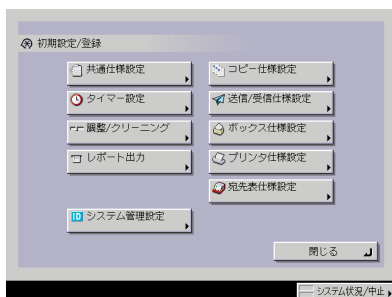 初期設定/登録
共通仕様設定
コピー仕様設定
タイマー設定
送信/受信仕様設定
調整/クリーニング
ボックス仕様設定
レポート出力
プリンタ仕様設定
宛先表仕様設定
ID システム管理設定
閉じる
システム状況/中止